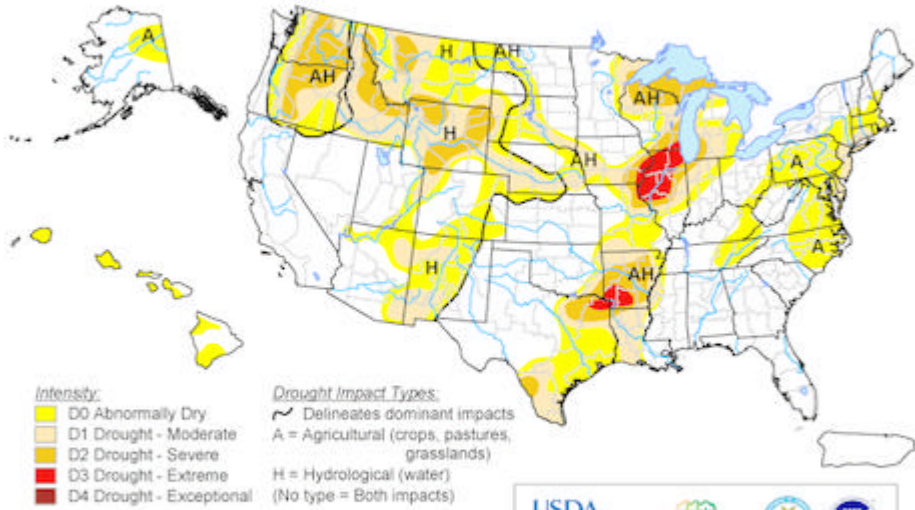 A
H
AH
AH
H
AH
AH
A
H
AH
A
Intensity:
D0 Abnormally Dry
D1 Drought - Moderate
D2 Drought - Severe
D3 Drought - Extreme
D4 Drought - Exceptional
Drought Impact Types:
Delineates dominant impacts
A = Agricultural (crops, pastures,
grasslands)
H = Hydrological (water)
(No type = Both impacts)
USDA